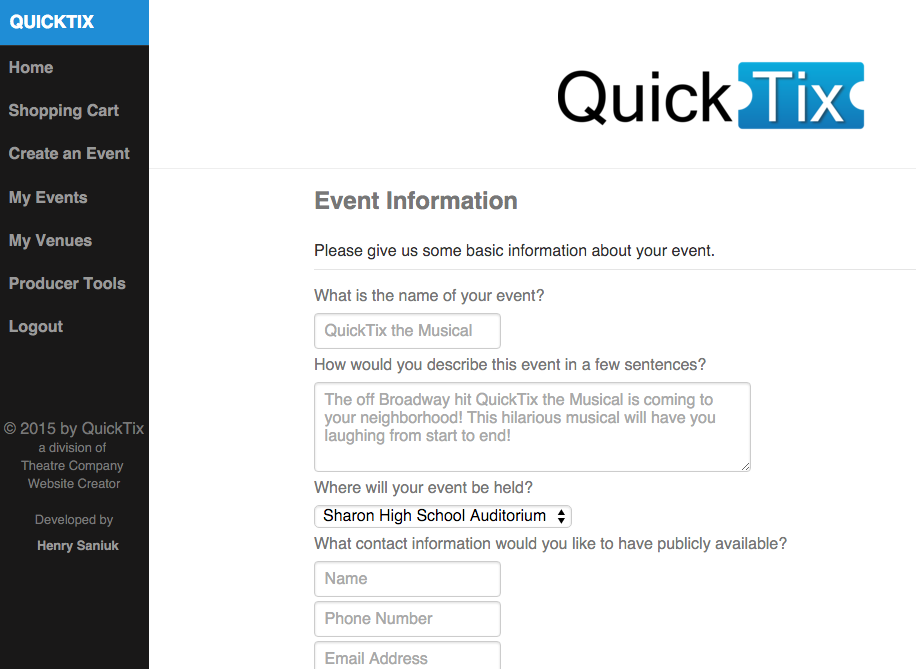 QUICKTIX
Home
Shopping Cart
Create an Event
My Events
My Venues
Producer Tools
Logout
© 2015 by QuickTix
a division of
Theatre Company
Website Creator
Developed by
Henry Saniuk
QuickTix
Event Information
Please give us some basic information about your event.
What is the name of your event?
QuickTix the Musical
How would you describe this event in a few sentences?
The off Broadway hit QuickTix the Musical is coming to
your neighborhood! This hilarious musical will have you
laughing from start to end!
Where will your event be held?
Sharon High School Auditorium
What contact information would you like to have publicly available?
Name
Phone Number
Email Address